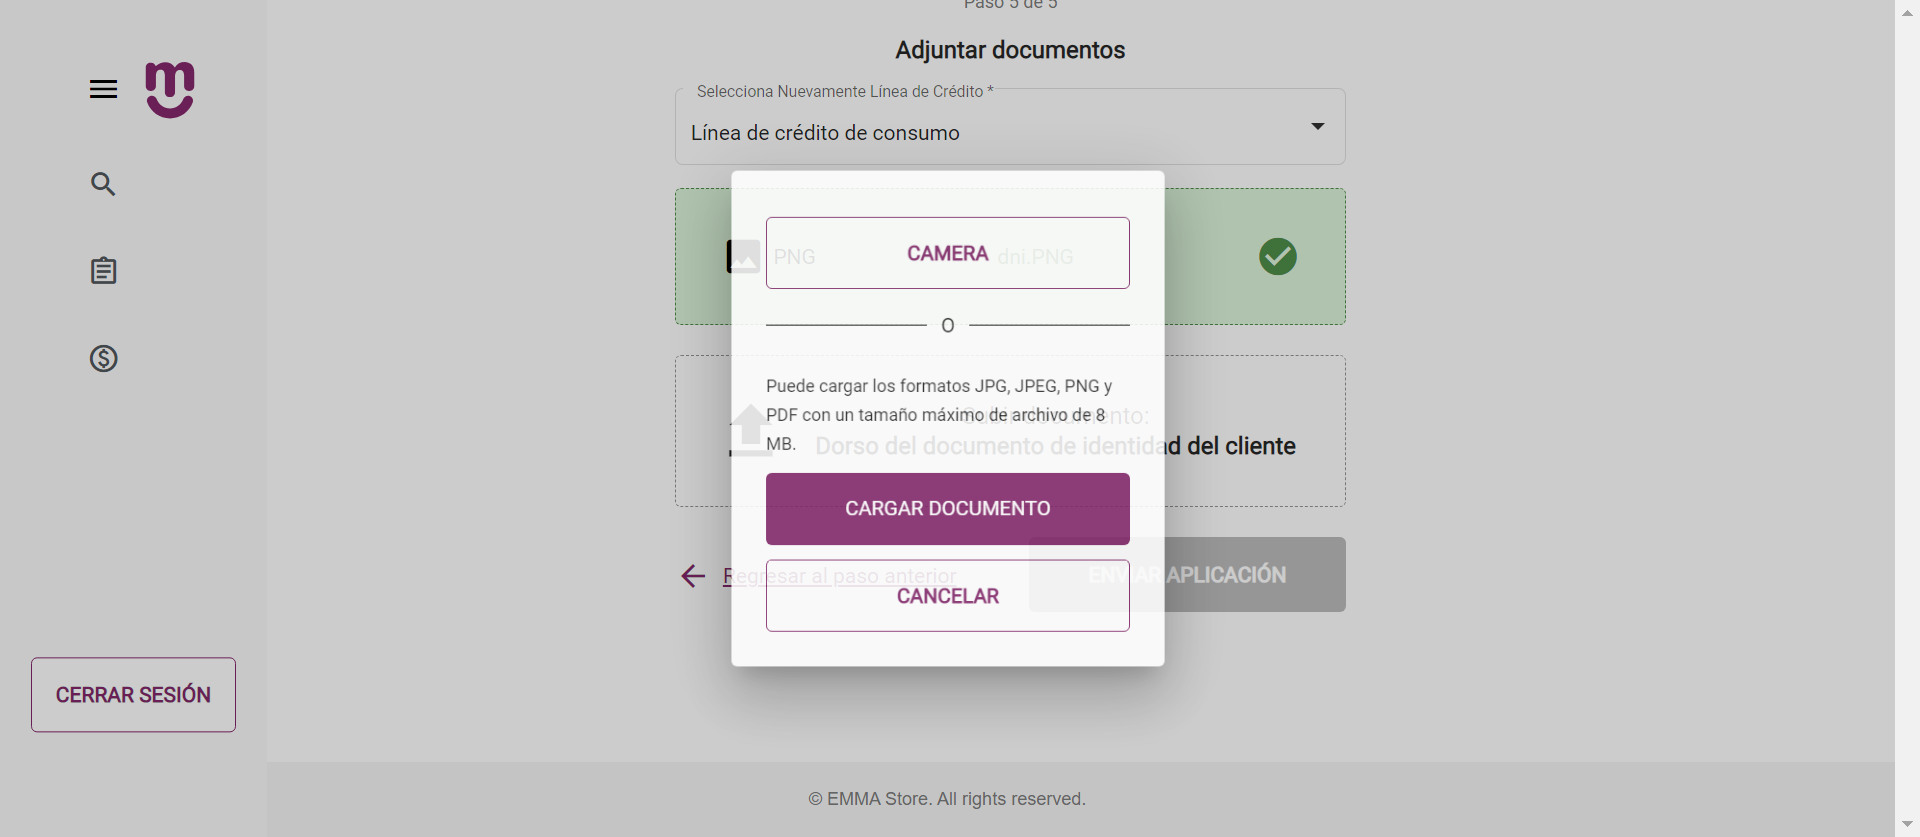 Paso 5 de 5
Adjuntar documentos
Selecciona Nuevamente Línea de Crédito *
Línea de crédito de consumo
PNG
dni.PNG
CAMERA
O
Puede cargar los formatos JPG, JPEG, PNG y
PDF con un tamaño máximo de archivo de 8
MB.
Subir documento:
Dorso del documento de identidad del cliente
CARGAR DOCUMENTO
Regresar al paso anterior
ENVIAR APLICACIÓN
CANCELAR
CERRAR SESIÓN
© EMMA Store. All rights reserved.